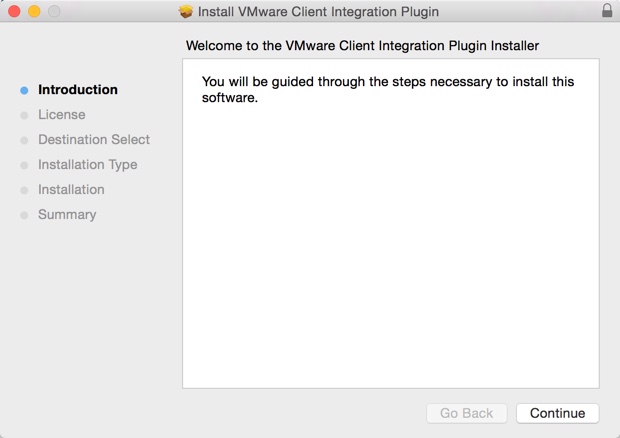 Install VMware Client Integration Plugin
Welcome to the VMware Client Integration Plugin Installer
Introduction
License
Destination Select
Installation Type
Installation
Summary
You will be guided through the steps necessary to install this
software.
Go Back
Continue